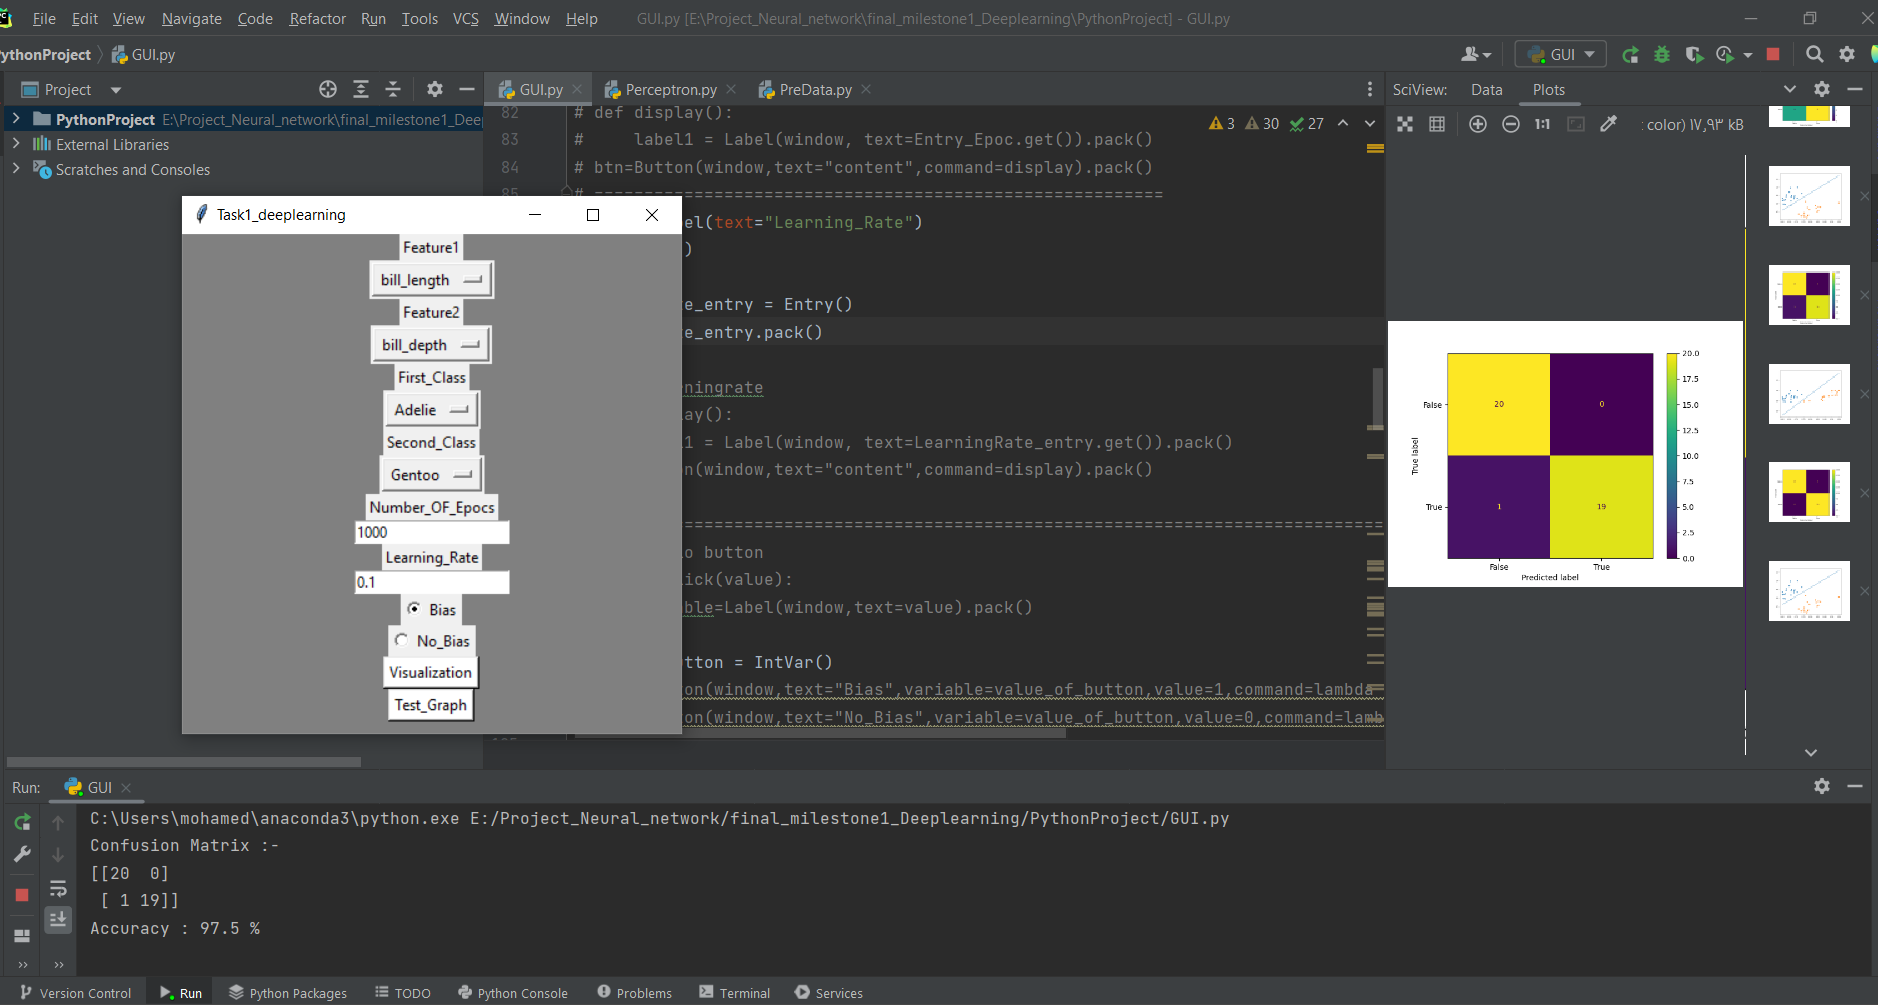 File Edit View Navigate Code Refactor Run Tools VCS Window Help GUI.py [E:\Project_Neural_network\final_milestone1_Deeplearning\PythonProject] - GUI.py
ythonProject GUI.py GUI
Project
PythonProject E:\Project_Neural_network\final_milestone1_Dee
External Libraries
Scratches and Consoles
GUI.py Perceptron.py PreData.py
3 30 27
82 # def display():
83 #     label1 = Label(window, text=Entry_Epoc.get()).pack()
84 # btn=Button(window,text="content",command=display).pack()
85 # =========================================================
el(text="Learning_Rate")
)
e_entry = Entry()
e_entry.pack()
rningrate
lay():
l1 = Label(window, text=LearningRate_entry.get()).pack()
on(window,text="content",command=display).pack()
io button
ick(value):
ble=Label(window,text=value).pack()
tton = IntVar()
on(window,text="Bias",variable=value_of_button,value=1,command=lambda
on(window,text="No_Bias",variable=value_of_button,value=0,command=lamb
Task1_deeplearning
Feature1
bill_length
Feature2
bill_depth
First_Class
Adelie
Second_Class
Gentoo
Number_OF_Epocs
1000
Learning_Rate
0.1
Bias
No_Bias
Visualization
Test_Graph
SciView: Data Plots
1:1 : color) ١٧٫٩٣ kB
False
True
True label
20 0
1 19
False True
Predicted label
20.0
17.5
15.0
12.5
10.0
7.5
5.0
2.5
0.0
Run: GUI
C:\Users\mohamed\anaconda3\python.exe E:/Project_Neural_network/final_milestone1_Deeplearning/PythonProject/GUI.py
Confusion Matrix :-
[[20  0]
 [ 1 19]]
Accuracy : 97.5 %
Version Control Run Python Packages TODO Python Console Problems Terminal Services